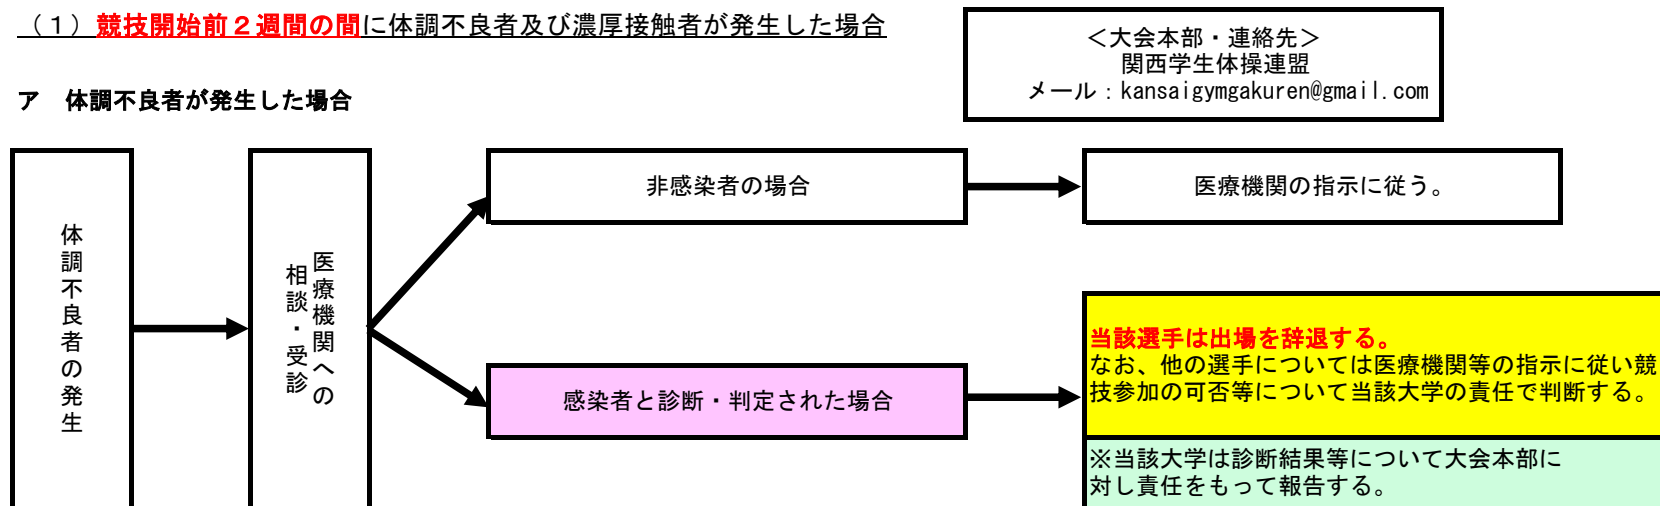 （１）競技開始前２週間の間に体調不良者及び濃厚接触者が発生した場合
＜大会本部・連絡先＞
関西学生体操連盟
メール：kansaigymgakuren@gmail.com
ア　体調不良者が発生した場合
体調不良者の発生
医療機関への
相談・受診
非感染者の場合
医療機関の指示に従う。
感染者と診断・判定された場合
当該選手は出場を辞退する。
なお、他の選手については医療機関等の指示に従い競
技参加の可否等について当該大学の責任で判断する。
※当該大学は診断結果等について大会本部に
対し責任をもって報告する。